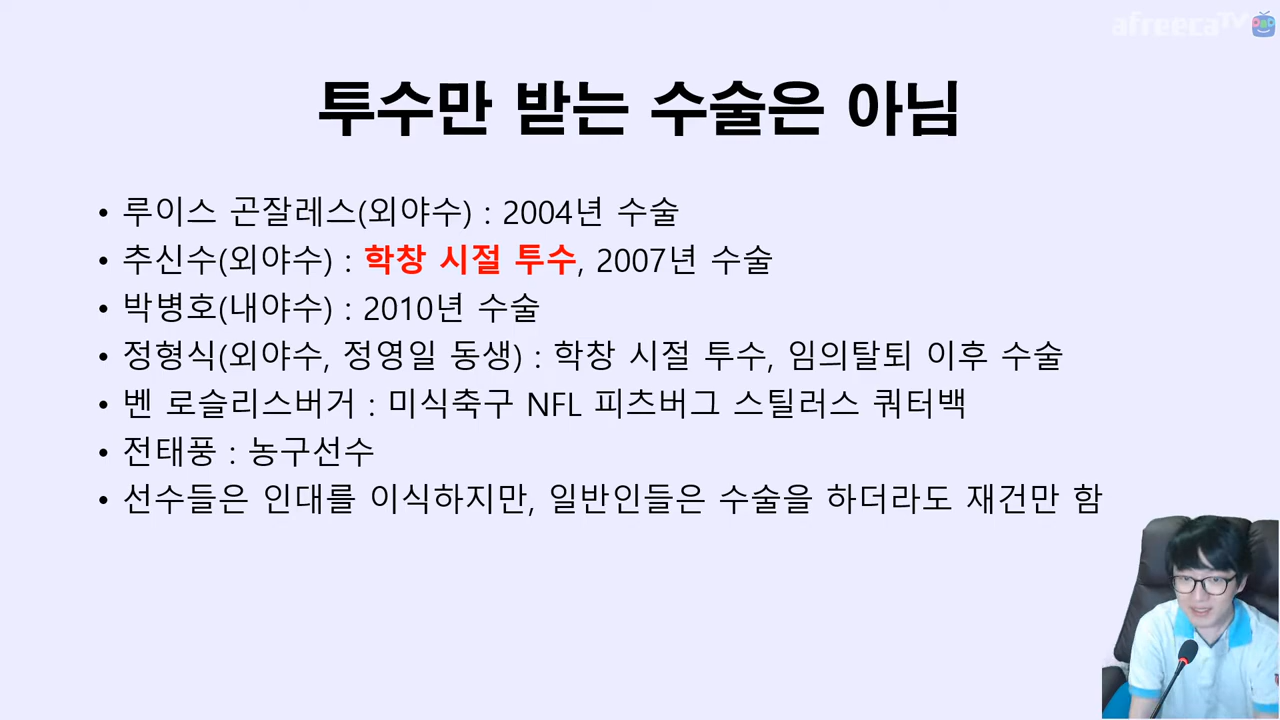 afreecaTV
투수만 받는 수술은 아님
• 루이스 곤잘레스(외야수) : 2004년 수술
• 추신수(외야수) : 학창 시절 투수, 2007년 수술
• 박병호(내야수) : 2010년 수술
• 정형식(외야수, 정영일 동생) : 학창 시절 투수, 임의탈퇴 이후 수술
• 벤 로슬리스버거 : 미식축구 NFL 피츠버그 스틸러스 쿼터백
• 전태풍 : 농구선수
• 선수들은 인대를 이식하지만, 일반인들은 수술을 하더라도 재건만 함